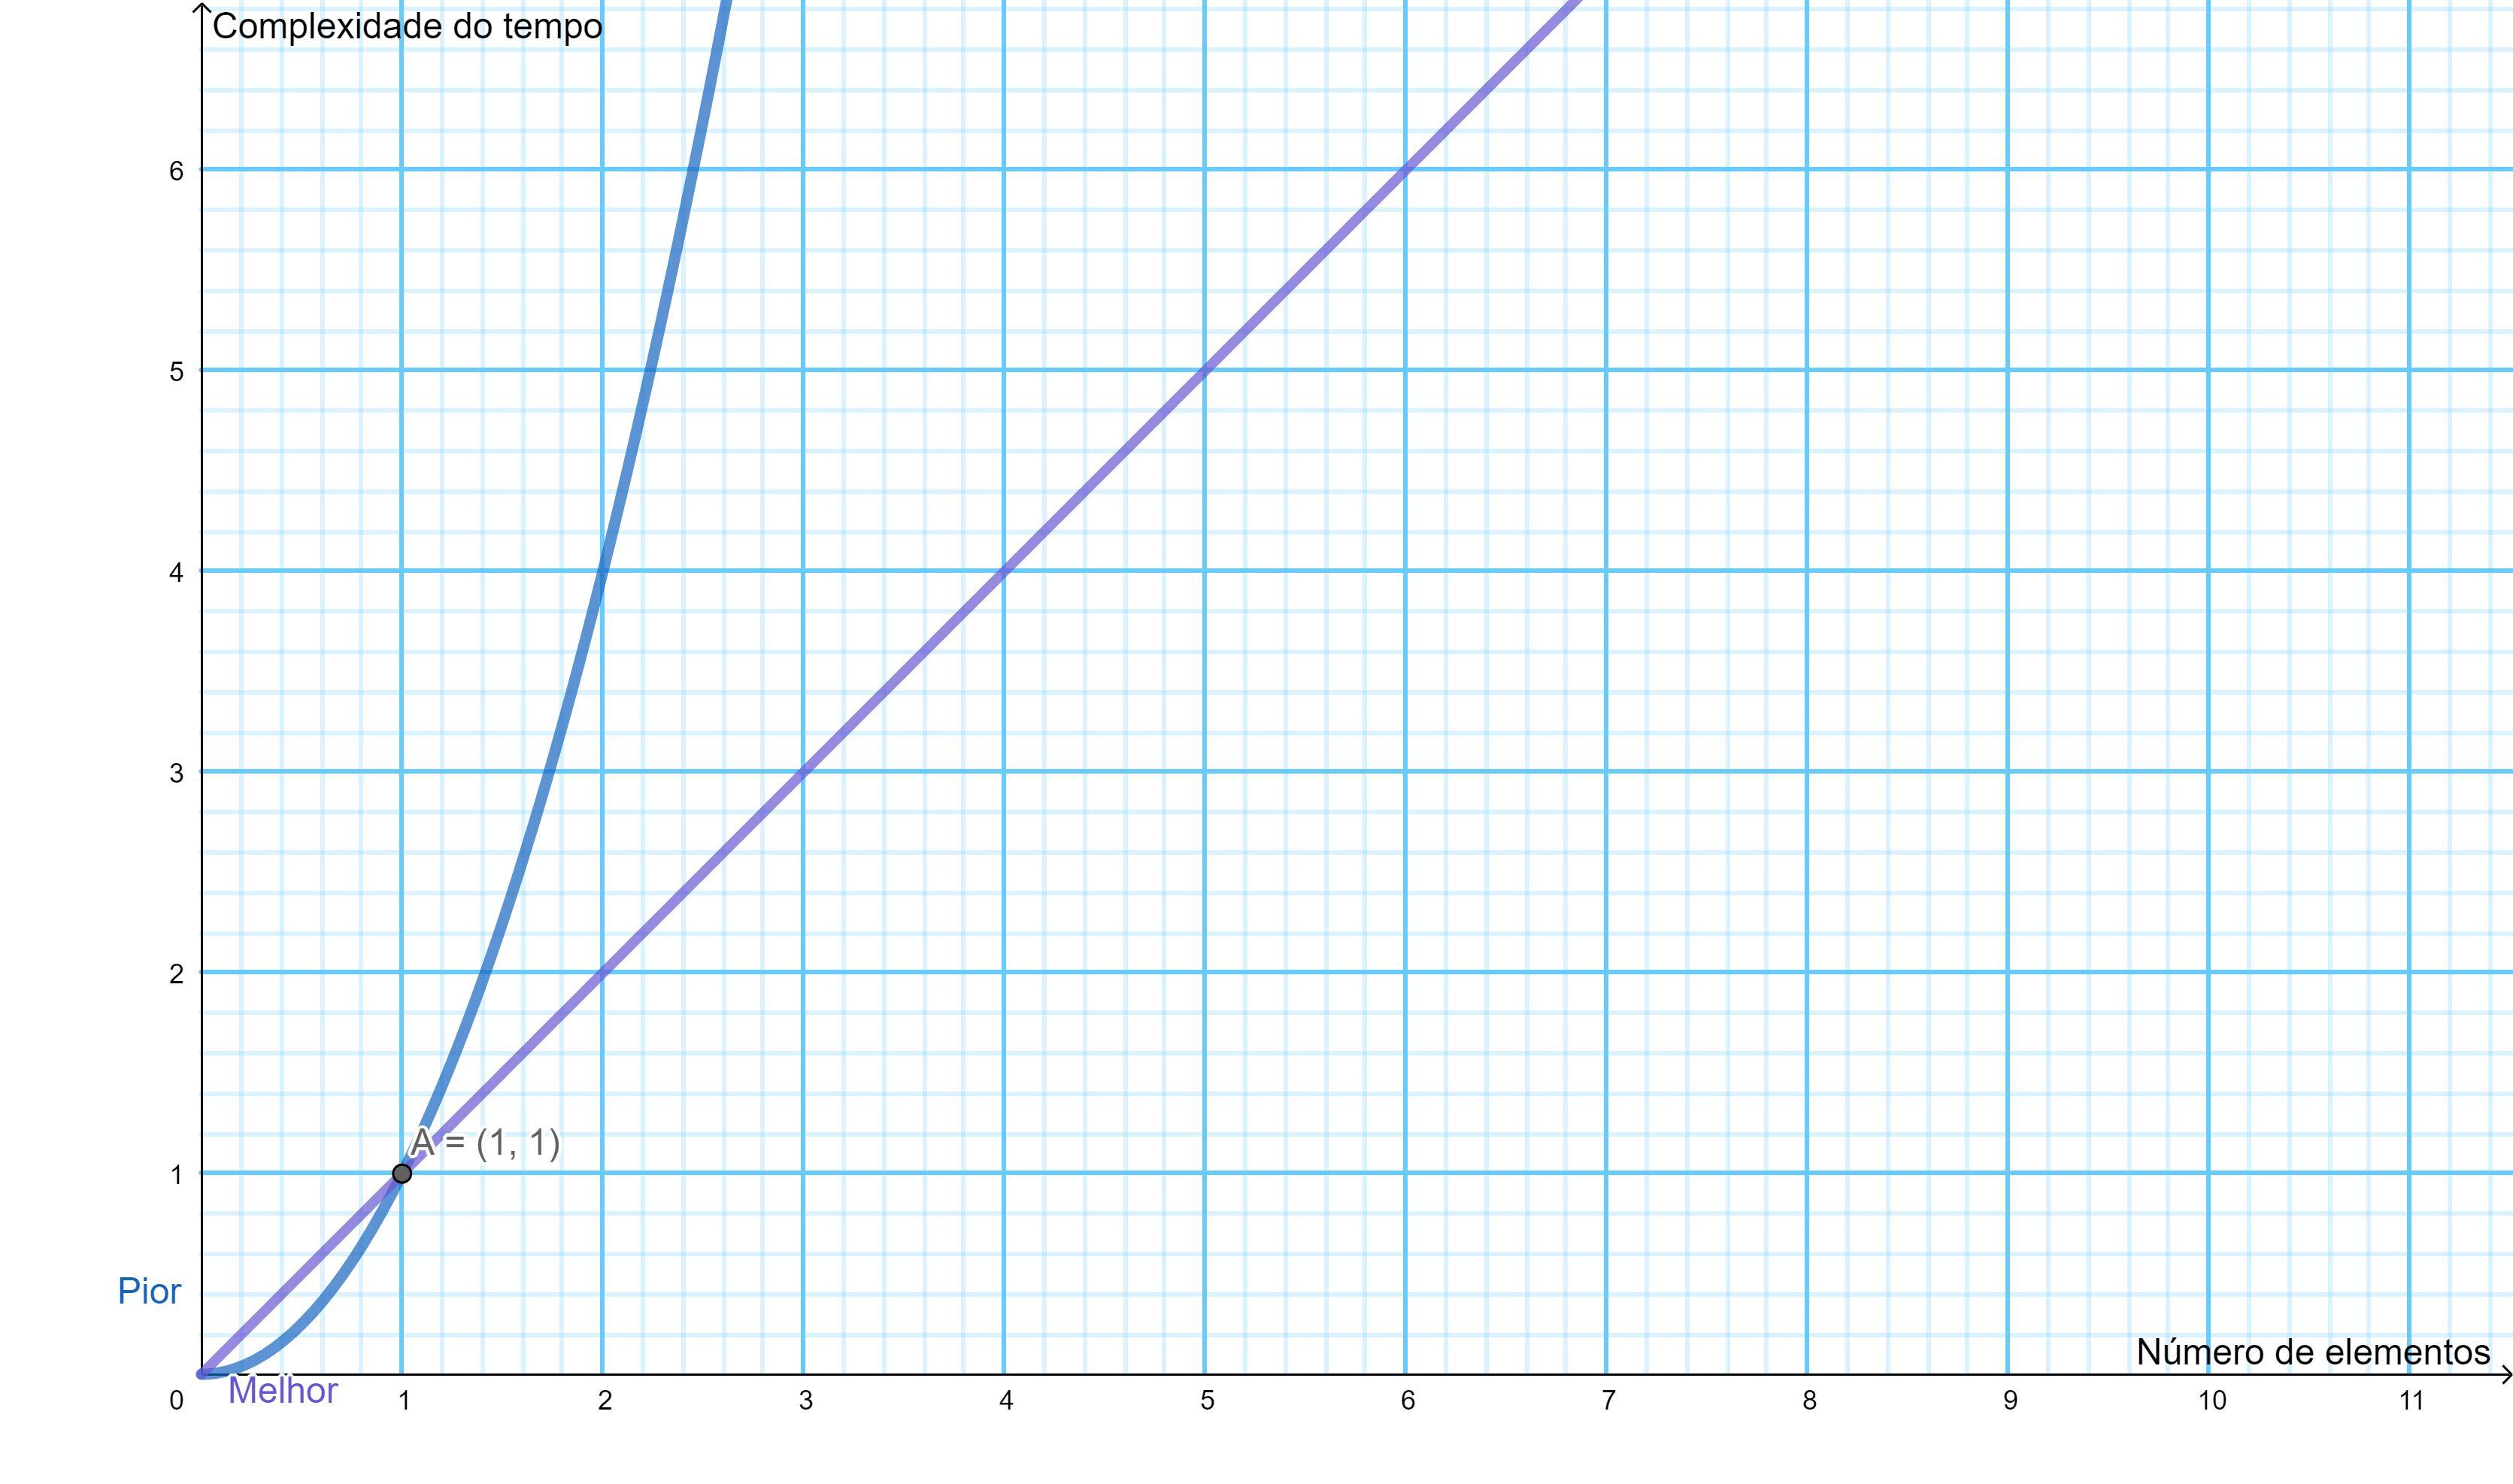 Complexidade do tempo
6
5
4
3
2
A = (1, 1)
1
Pior
Número de elementos
Melhor
0 1 2 3 4 5 6 7 8 9 10 11